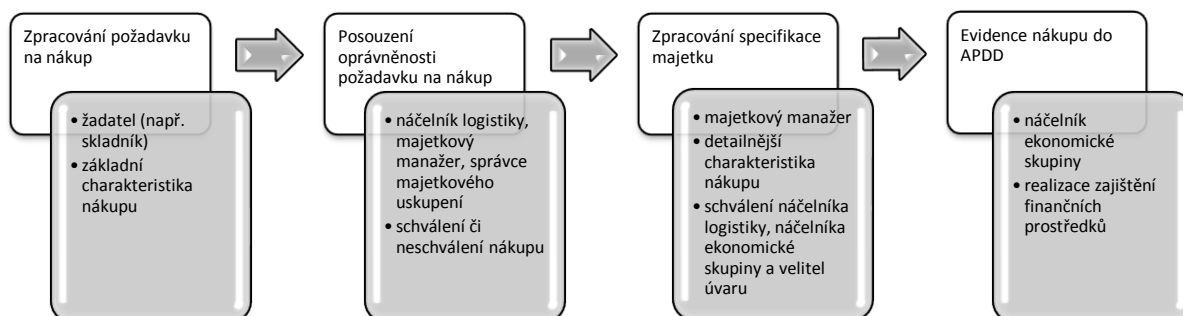 Zpracování požadavku
na nákup
• žadatel (např.
skladník)
• základní
charakteristika
nákupu
Posouzení
oprávněnosti
požadavku na nákup
• náčelník logistiky,
majetkový
manažer, správce
majetkového
uskupení
• schválení či
neschválení nákupu
Zpracování specifikace
majetku
• majetkový manažer
• detailnější
charakteristika
nákupu
• schválení náčelníka
logistiky, náčelníka
ekonomické
skupiny a velitel
útvaru
Evidence nákupu do
APDD
• náčelník
ekonomické
skupiny
• realizace zajištění
finančních
prostředků